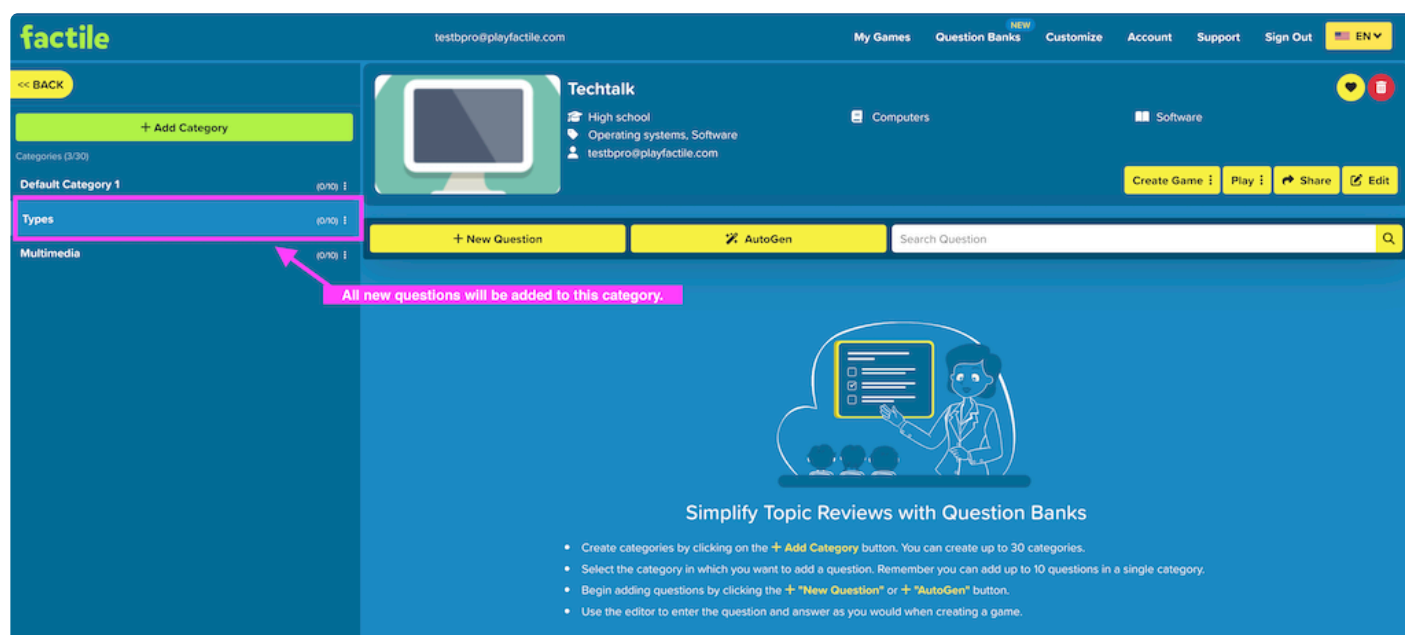 factile
testbpro@playfactile.com
My Games
NEW
Question Banks
Customize
Account
Support
Sign Out
EN
<< BACK
+ Add Category
Categories (3/30)
Default Category 1 (0/10)
Types (0/10)
Multimedia (0/10)
Techtalk
High school
Computers
Software
Operating systems, Software
testbpro@playfactile.com
Create Game
Play
Share
Edit
+ New Question
AutoGen
Search Question
All new questions will be added to this category.
Simplify Topic Reviews with Question Banks
• Create categories by clicking on the + Add Category button. You can create up to 30 categories.
• Select the category in which you want to add a question. Remember you can add up to 10 questions in a single category.
• Begin adding questions by clicking the + "New Question" or + "AutoGen" button.
• Use the editor to enter the question and answer as you would when creating a game.